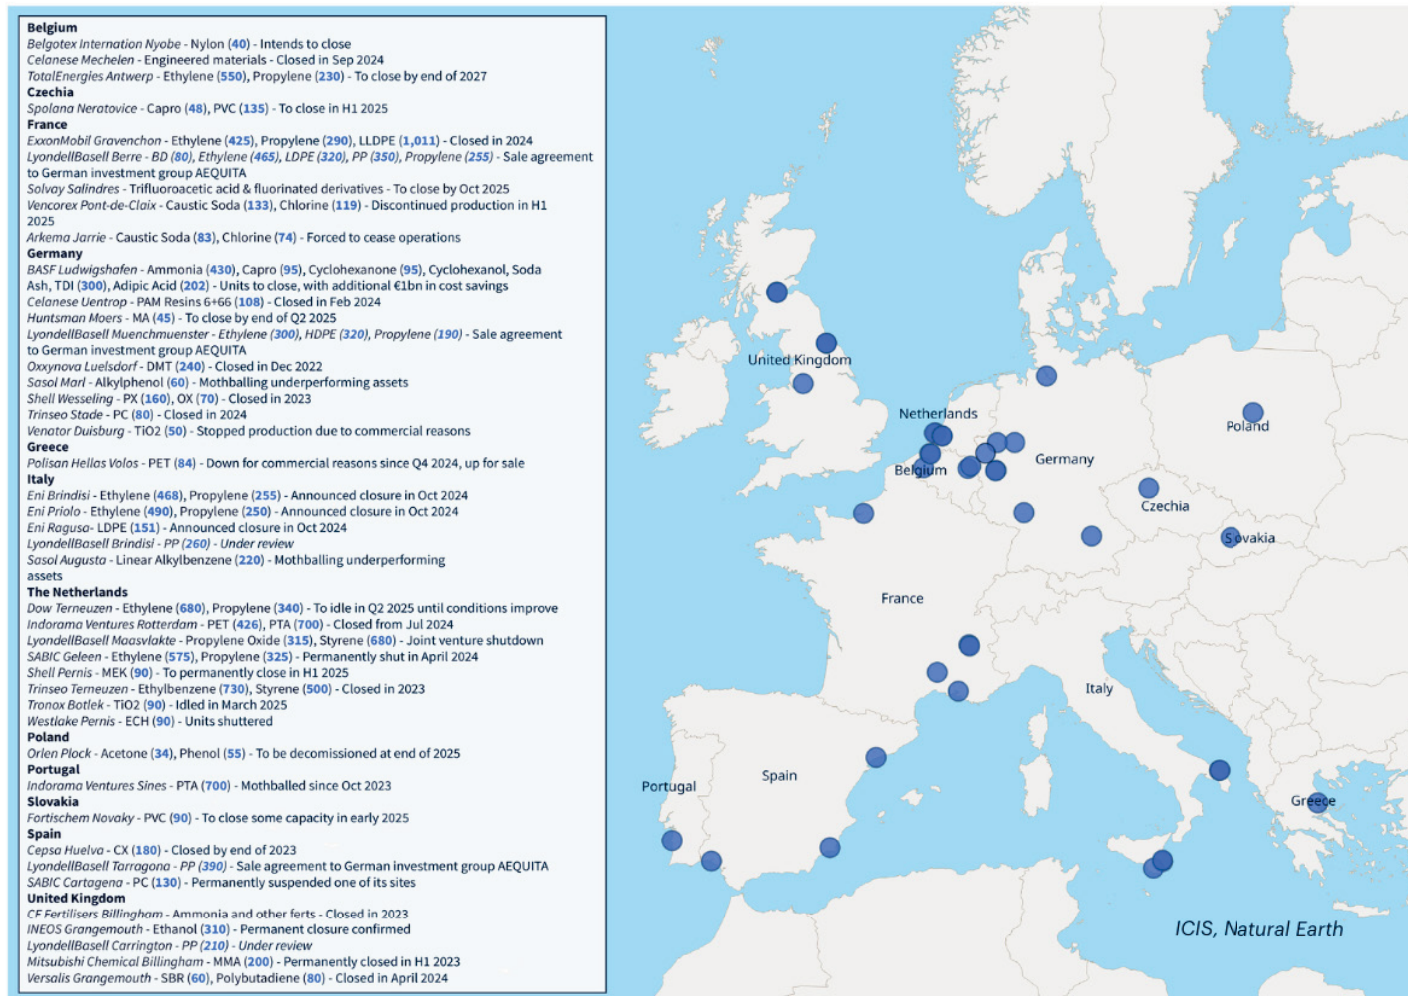 Belgium
Belgotex Internation Nyobe - Nylon (40) - Intends to close
Celanese Mechelen - Engineered materials - Closed in Sep 2024
TotalEnergies Antwerp - Ethylene (550), Propylene (230) - To close by end of 2027
Czechia
Spolana Neratovice - Capro (48), PVC (135) - To close in H1 2025
France
ExxonMobil Gravenchon - Ethylene (425), Propylene (290), LLDPE (1,011) - Closed in 2024
LyondellBasell Berre - BD (80), Ethylene (465), LDPE (320), PP (350), Propylene (255) - Sale agreement
to German investment group AEQUITA
Solvay Salindres - Trifluoroacetic acid & fluorinated derivatives - To close by Oct 2025
Vencorex Pont-de-Claix - Caustic Soda (133), Chlorine (119) - Discontinued production in H1
2025
Arkema Jarrie - Caustic Soda (83), Chlorine (74) - Forced to cease operations
Germany
BASF Ludwigshafen - Ammonia (430), Capro (95), Cyclohexanone (95), Cyclohexanol, Soda
Ash, TDI (300), Adipic Acid (202) - Units to close, with additional €1bn in cost savings
Celanese Uentrop - PAM Resins 6+66 (108) - Closed in Feb 2024
Huntsman Moers - MA (45) - To close by end of Q2 2025
LyondellBasell Muenchmuenster - Ethylene (300), HDPE (320), Propylene (190) - Sale agreement
to German investment group AEQUITA
Oxxynova Luelsdorf - DMT (240) - Closed in Dec 2022
Sasol Marl - Alkylphenol (60) - Mothballing underperforming assets
Shell Wesseling - PX (160), OX (70) - Closed in 2023
Trinseo Stade - PC (80) - Closed in 2024
Venator Duisburg - TiO2 (50) - Stopped production due to commercial reasons
Greece
Polisan Hellas Volos - PET (84) - Down for commercial reasons since Q4 2024, up for sale
Italy
Eni Brindisi - Ethylene (468), Propylene (255) - Announced closure in Oct 2024
Eni Priolo - Ethylene (490), Propylene (250) - Announced closure in Oct 2024
Eni Ragusa- LDPE (151) - Announced closure in Oct 2024
LyondellBasell Brindisi - PP (260) - Under review
Sasol Augusta - Linear Alkylbenzene (220) - Mothballing underperforming
assets
The Netherlands
Dow Terneuzen - Ethylene (680), Propylene (340) - To idle in Q2 2025 until conditions improve
Indorama Ventures Rotterdam - PET (426), PTA (700) - Closed from Jul 2024
LyondellBasell Maasvlakte - Propylene Oxide (315), Styrene (680) - Joint venture shutdown
SABIC Geleen - Ethylene (575), Propylene (325) - Permanently shut in April 2024
Shell Pernis - MEK (90) - To permanently close in H1 2025
Trinseo Terneuzen - Ethylbenzene (730), Styrene (500) - Closed in 2023
Tronox Botlek - TiO2 (90) - Idled in March 2025
Westlake Pernis - ECH (90) - Units shuttered
Poland
Orlen Plock - Acetone (34), Phenol (55) - To be decomissioned at end of 2025
Portugal
Indorama Ventures Sines - PTA (700) - Mothballed since Oct 2023
Slovakia
Fortischem Novaky - PVC (90) - To close some capacity in early 2025
Spain
Cepsa Huelva - CX (180) - Closed by end of 2023
LyondellBasell Tarragona - PP (390) - Sale agreement to German investment group AEQUITA
SABIC Cartagena - PC (130) - Permanently suspended one of its sites
United Kingdom
CF Fertilisers Billingham - Ammonia and other ferts - Closed in 2023
INEOS Grangemouth - Ethanol (310) - Permanent closure confirmed
LyondellBasell Carrington - PP (210) - Under review
Mitsubishi Chemical Billingham - MMA (200) - Permanently closed in H1 2023
Versalis Grangemouth - SBR (60), Polybutadiene (80) - Closed in April 2024
United Kingdom
Netherlands
Poland
Belgium
Germany
Czechia
Slovakia
France
Italy
Spain
Portugal
Greece
ICIS, Natural Earth